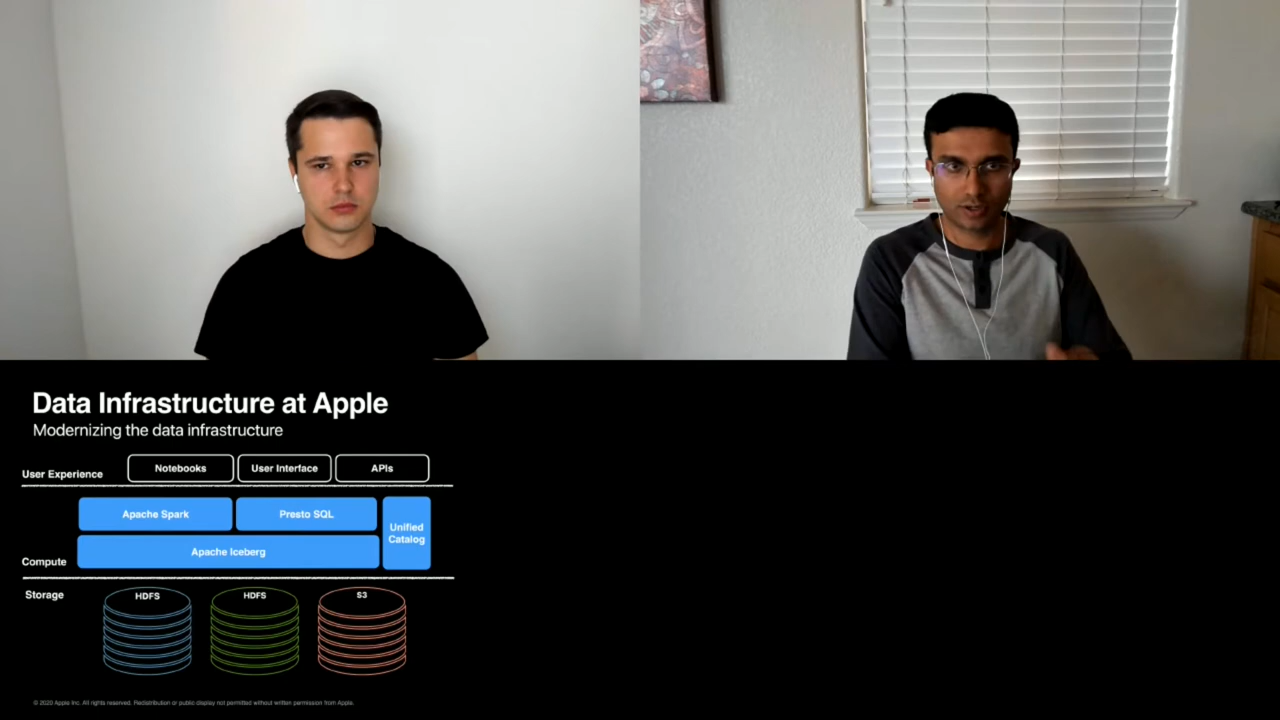 Data Infrastructure at Apple
Modernizing the data infrastructure
User Experience
Notebooks
User Interface
APIs
Apache Spark
Presto SQL
Unified
Catalog
Apache Iceberg
Compute
Storage
HDFS
HDFS
S3
© 2020 Apple Inc. All rights reserved. Redistribution or public display not permitted without written permission from Apple.